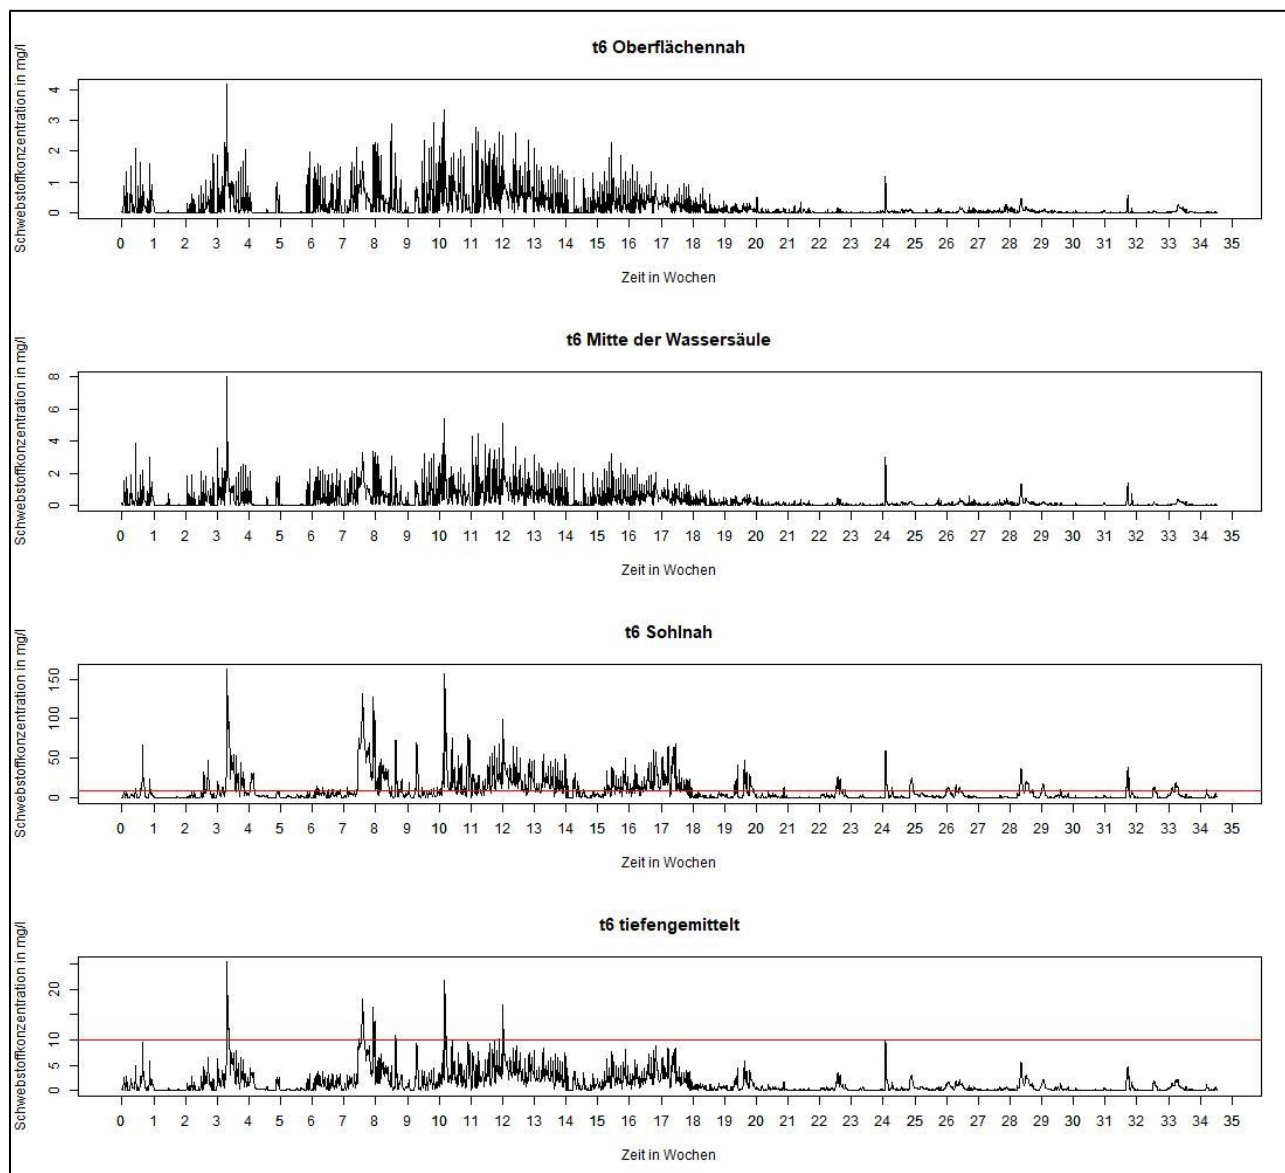 t6 Oberflächennah
Schwebstoffkonzentration in mg/l
4
3
2
1
0
0 1 2 3 4 5 6 7 8 9 10 11 12 13 14 15 16 17 18 19 20 21 22 23 24 25 26 27 28 29 30 31 32 33 34 35
Zeit in Wochen
t6 Mitte der Wassersäule
Schwebstoffkonzentration in mg/l
8
6
4
2
0
0 1 2 3 4 5 6 7 8 9 10 11 12 13 14 15 16 17 18 19 20 21 22 23 24 25 26 27 28 29 30 31 32 33 34 35
Zeit in Wochen
t6 Sohlnah
Schwebstoffkonzentration in mg/l
150
100
50
0
0 1 2 3 4 5 6 7 8 9 10 11 12 13 14 15 16 17 18 19 20 21 22 23 24 25 26 27 28 29 30 31 32 33 34 35
Zeit in Wochen
t6 tiefengemittelt
Schwebstoffkonzentration in mg/l
20
10
5
0
0 1 2 3 4 5 6 7 8 9 10 11 12 13 14 15 16 17 18 19 20 21 22 23 24 25 26 27 28 29 30 31 32 33 34 35
Zeit in Wochen